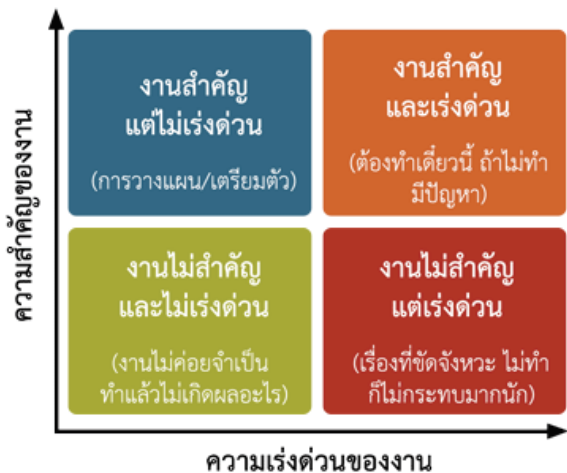 ความสำคัญของงาน
งานสำคัญ
แต่ไม่เร่งด่วน
(การวางแผน/เตรียมตัว)
งานสำคัญ
และเร่งด่วน
(ต้องทำเดี๋ยวนี้ ถ้าไม่ทำ
มีปัญหา)
งานไม่สำคัญ
และไม่เร่งด่วน
(งานไม่ค่อยจำเป็น
ทำแล้วไม่เกิดผลอะไร)
งานไม่สำคัญ
แต่เร่งด่วน
(เรื่องที่ขัดจังหวะ ไม่ทำ
ก็ไม่กระทบมากนัก)
ความเร่งด่วนของงาน